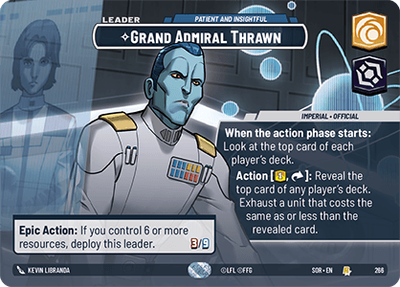 LEADER
PATIENT AND INSIGHTFUL
GRAND ADMIRAL THRAWN
IMPERIAL • OFFICIAL
When the action phase starts:
Look at the top card of each
player's deck.
Action [1, ]: Reveal the
top card of any player's deck.
Exhaust a unit that costs the
same as or less than the
revealed card.
Epic Action: If you control 6 or more
resources, deploy this leader.
3/9
KEVIN LIBRANDA
©LFL ©FFG
SOR • EN
266